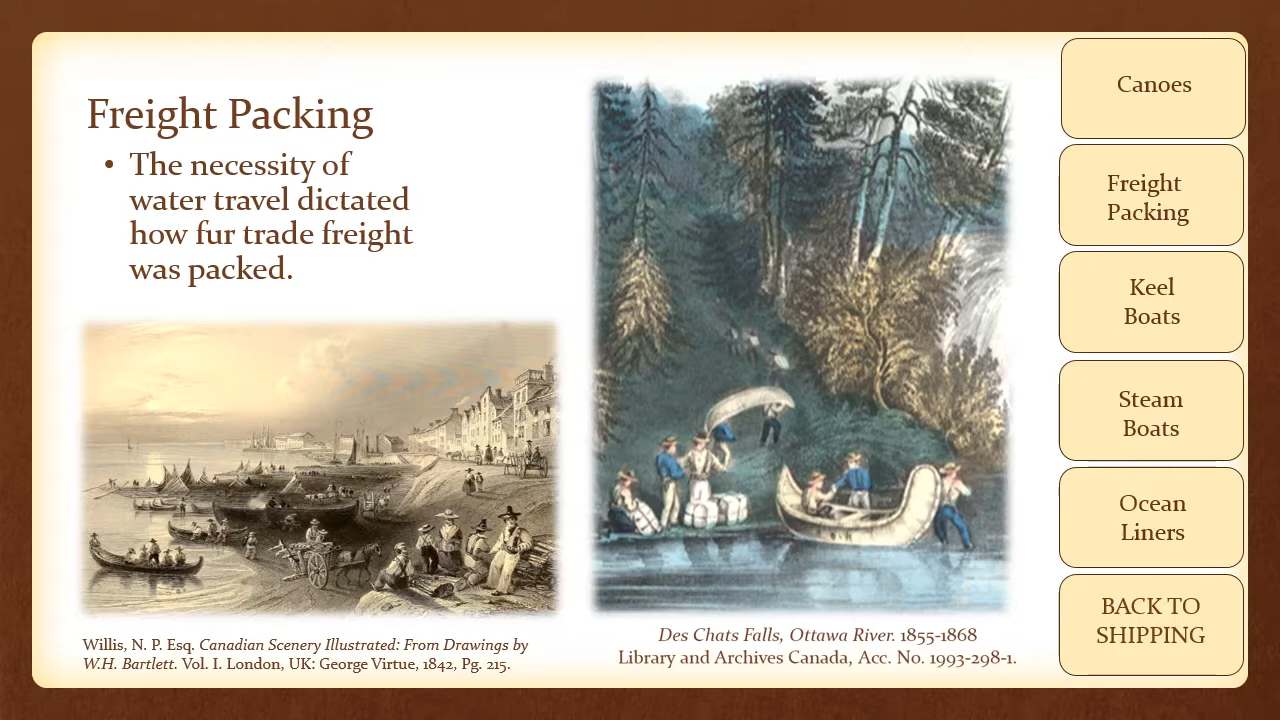 Freight Packing
• The necessity of
water travel dictated
how fur trade freight
was packed.
Willis, N. P. Esq. Canadian Scenery Illustrated: From Drawings by
W.H. Bartlett. Vol. I. London, UK: George Virtue, 1842, Pg. 215.
Des Chats Falls, Ottawa River. 1855-1868
Library and Archives Canada, Acc. No. 1993-298-1.
Canoes
Freight
Packing
Keel
Boats
Steam
Boats
Ocean
Liners
BACK TO
SHIPPING